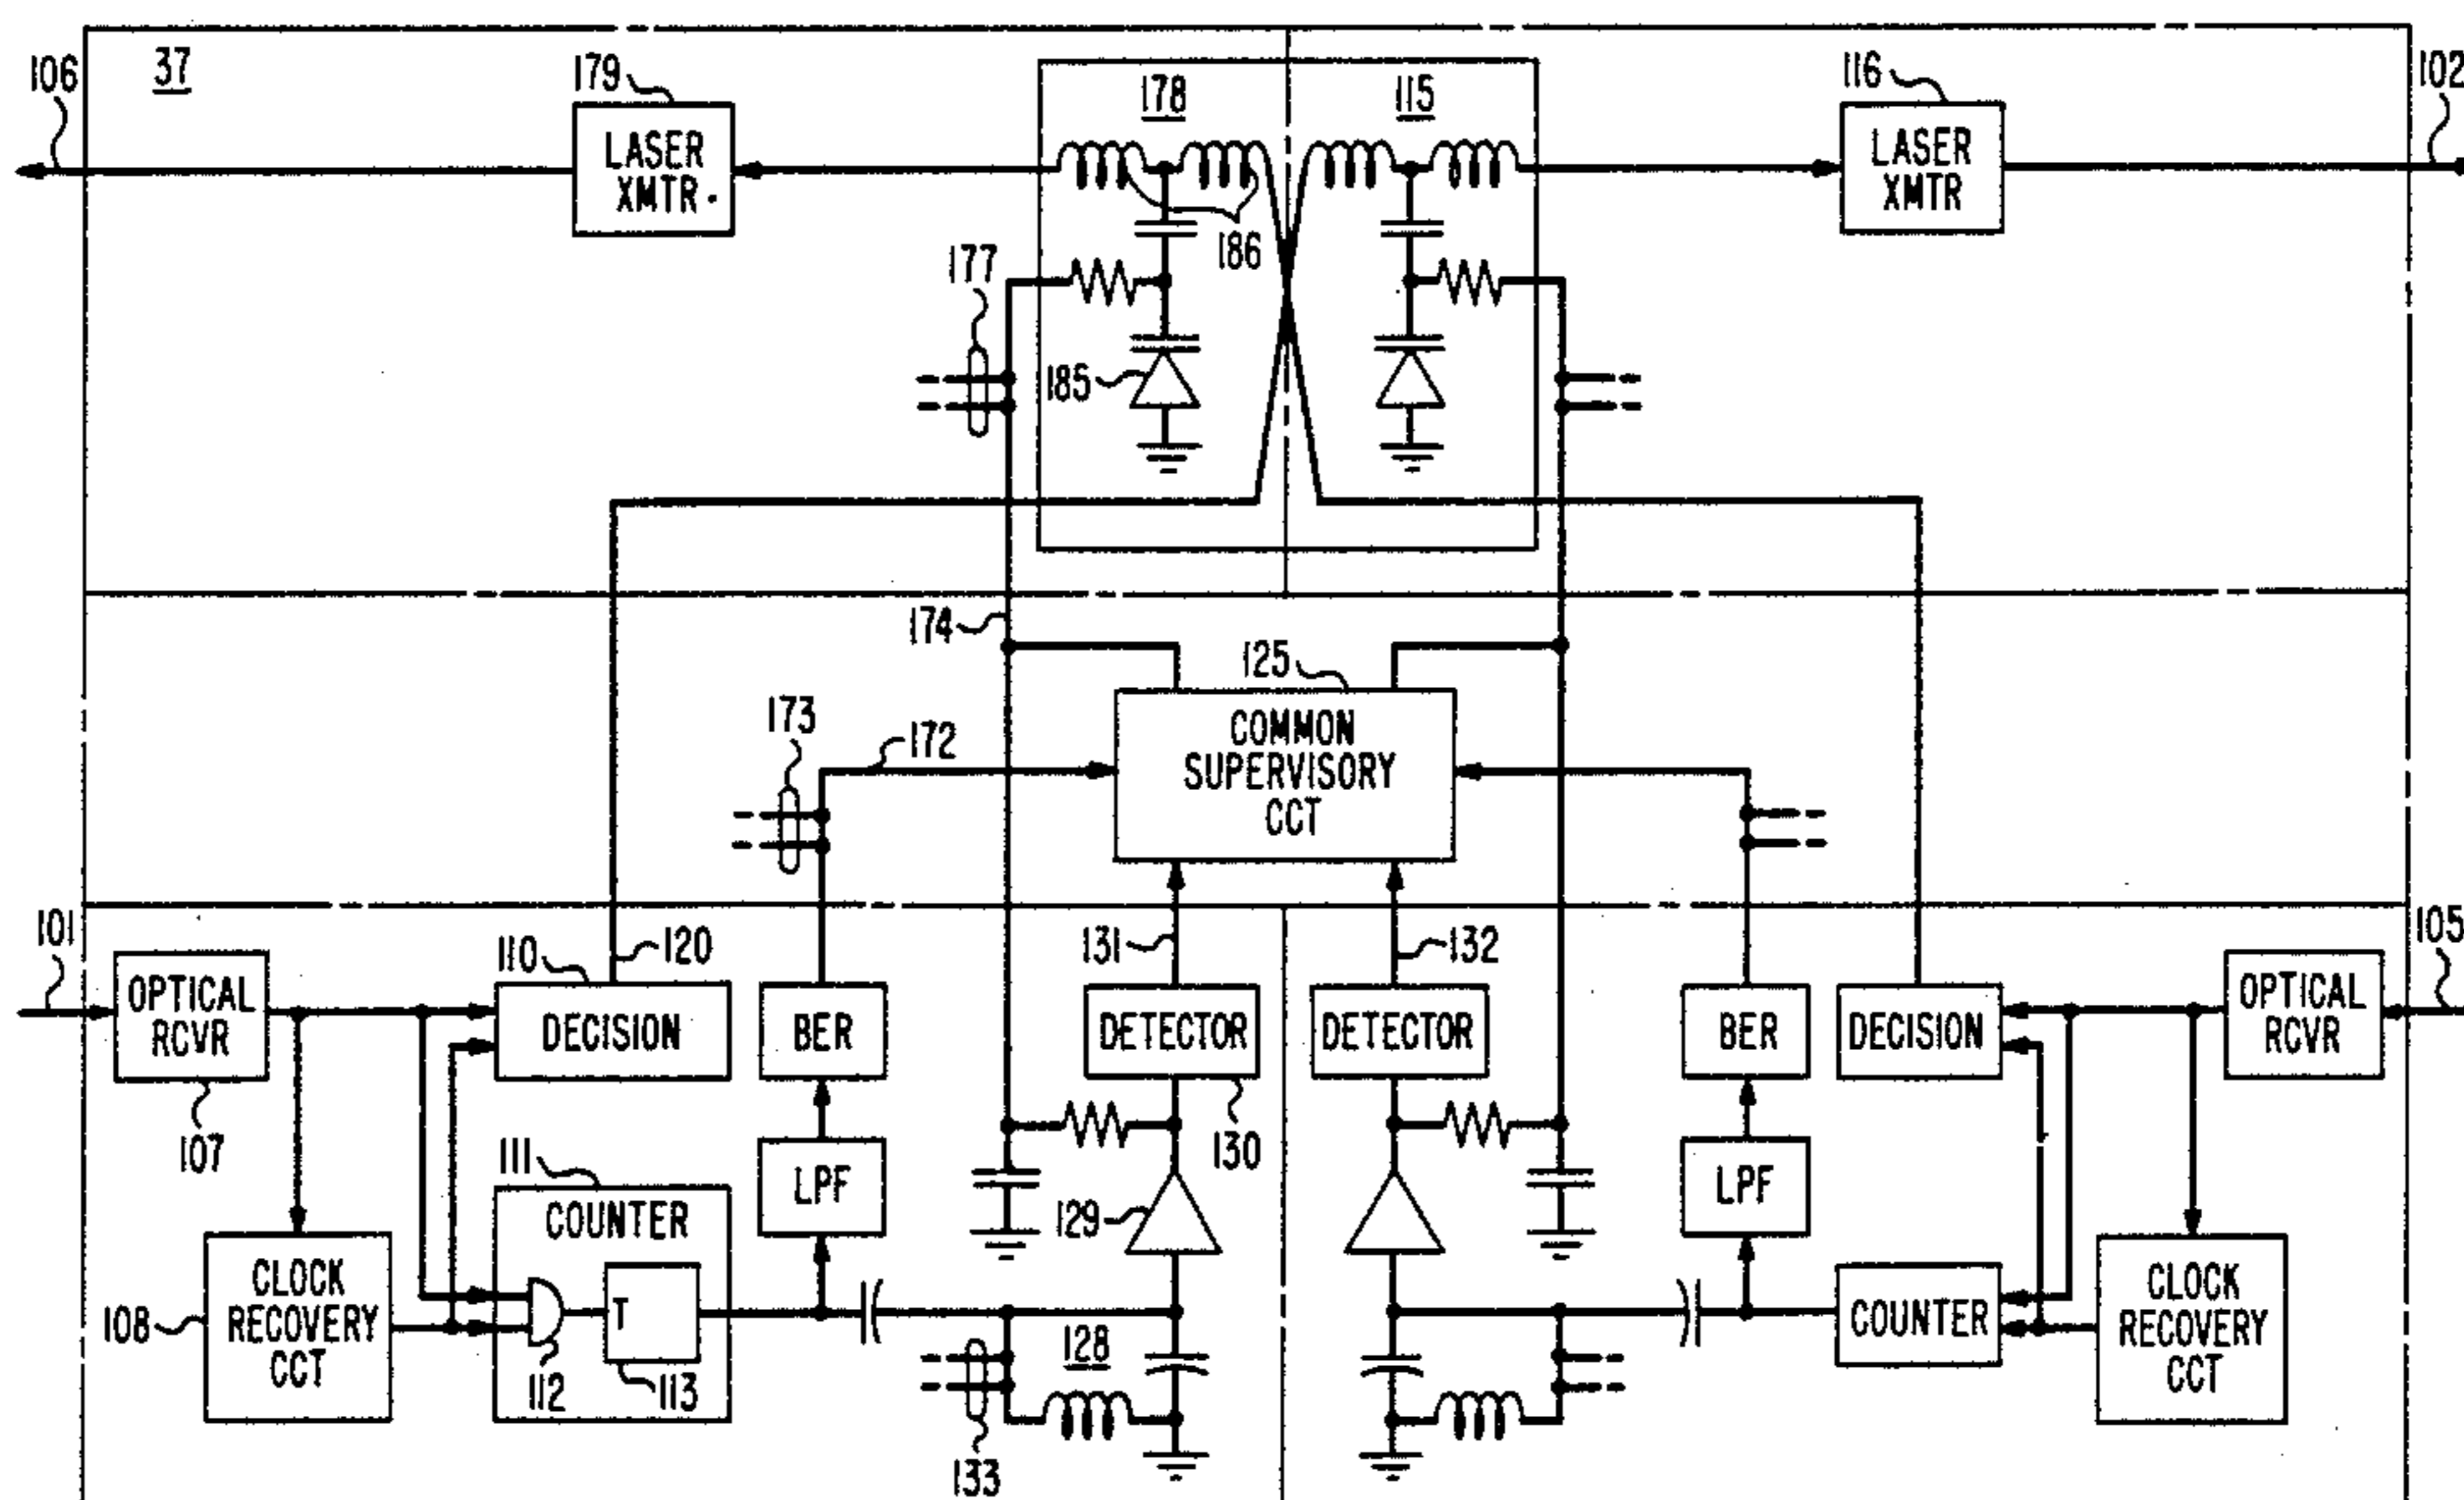 106
37
179
LASER
XMTR.
178
115
116
LASER
XMTR
102
186
177
185
174
125
173
172
COMMON
SUPERVISORY
CCT
101
OPTICAL
RCVR
107
110
120
DECISION
BER
131
132
DETECTOR
130
DETECTOR
BER
DECISION
OPTICAL
RCVR
105
111
COUNTER
LPF
129
LPF
108
CLOCK
RECOVERY
CCT
T
112
113
128
133
COUNTER
CLOCK
RECOVERY
CCT